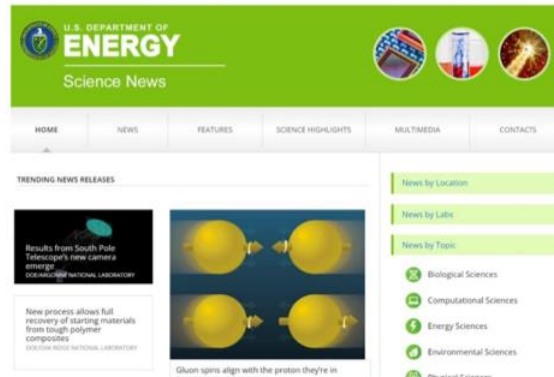 U.S. DEPARTMENT OF
ENERGY
Science News
HOME
NEWS
FEATURES
SCIENCE HIGHLIGHTS
MULTIMEDIA
CONTACTS
TRENDING NEWS RELEASES
Results from South Pole
Telescope's new camera
emerge
DOE/ARGONNE NATIONAL LABORATORY
New process allows full
recovery of starting materials
from tough polymer
composites
DOE/OAK RIDGE NATIONAL LABORATORY
Gluon spins align with the proton they're in
News by Location
News by Labs
News by Topic
Biological Sciences
Computational Sciences
Energy Sciences
Environmental Sciences
Physical Sciences